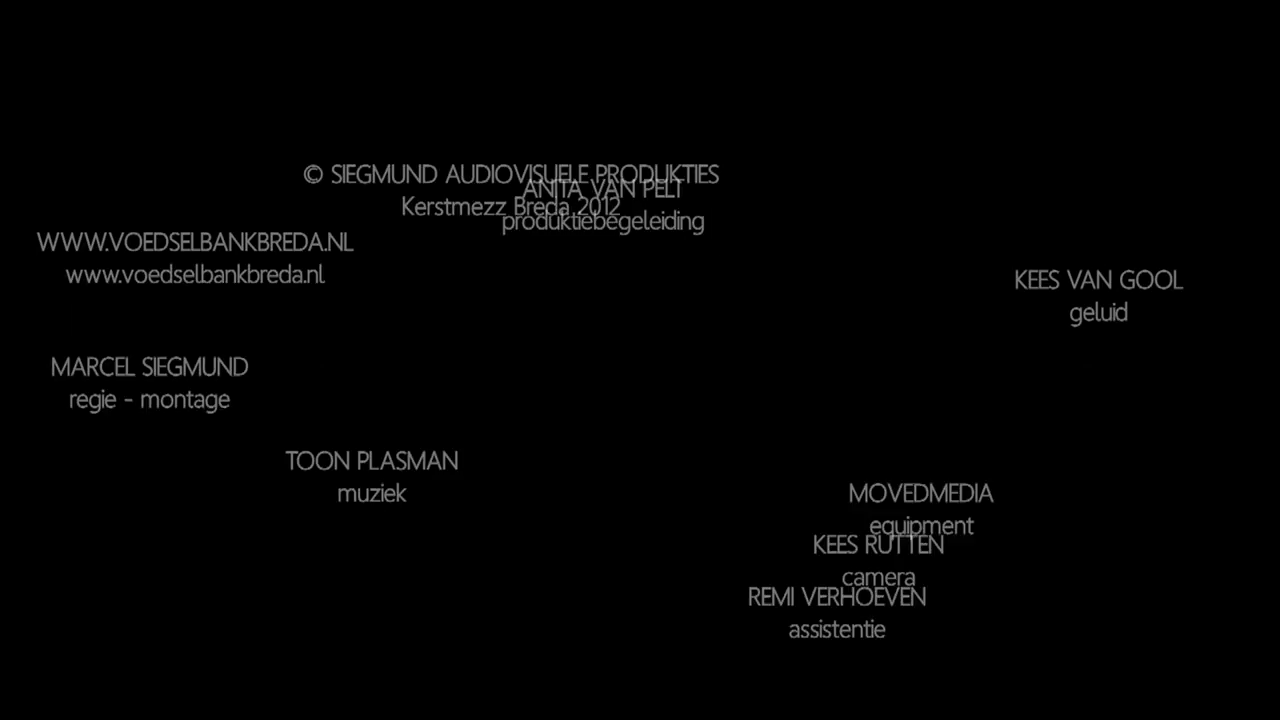 © SIEGMUND AUDIOVISUELE PRODUKTIES
Kerstmezz Breda 2012
ANITA VAN PELT
produktiebegeleiding
WWW.VOEDSELBANKBREDA.NL
www.voedselbankbreda.nl
KEES VAN GOOL
geluid
MARCEL SIEGMUND
regie - montage
TOON PLASMAN
muziek
MOVEDMEDIA
equipment
KEES RUTTEN
camera
REMI VERHOEVEN
assistentie